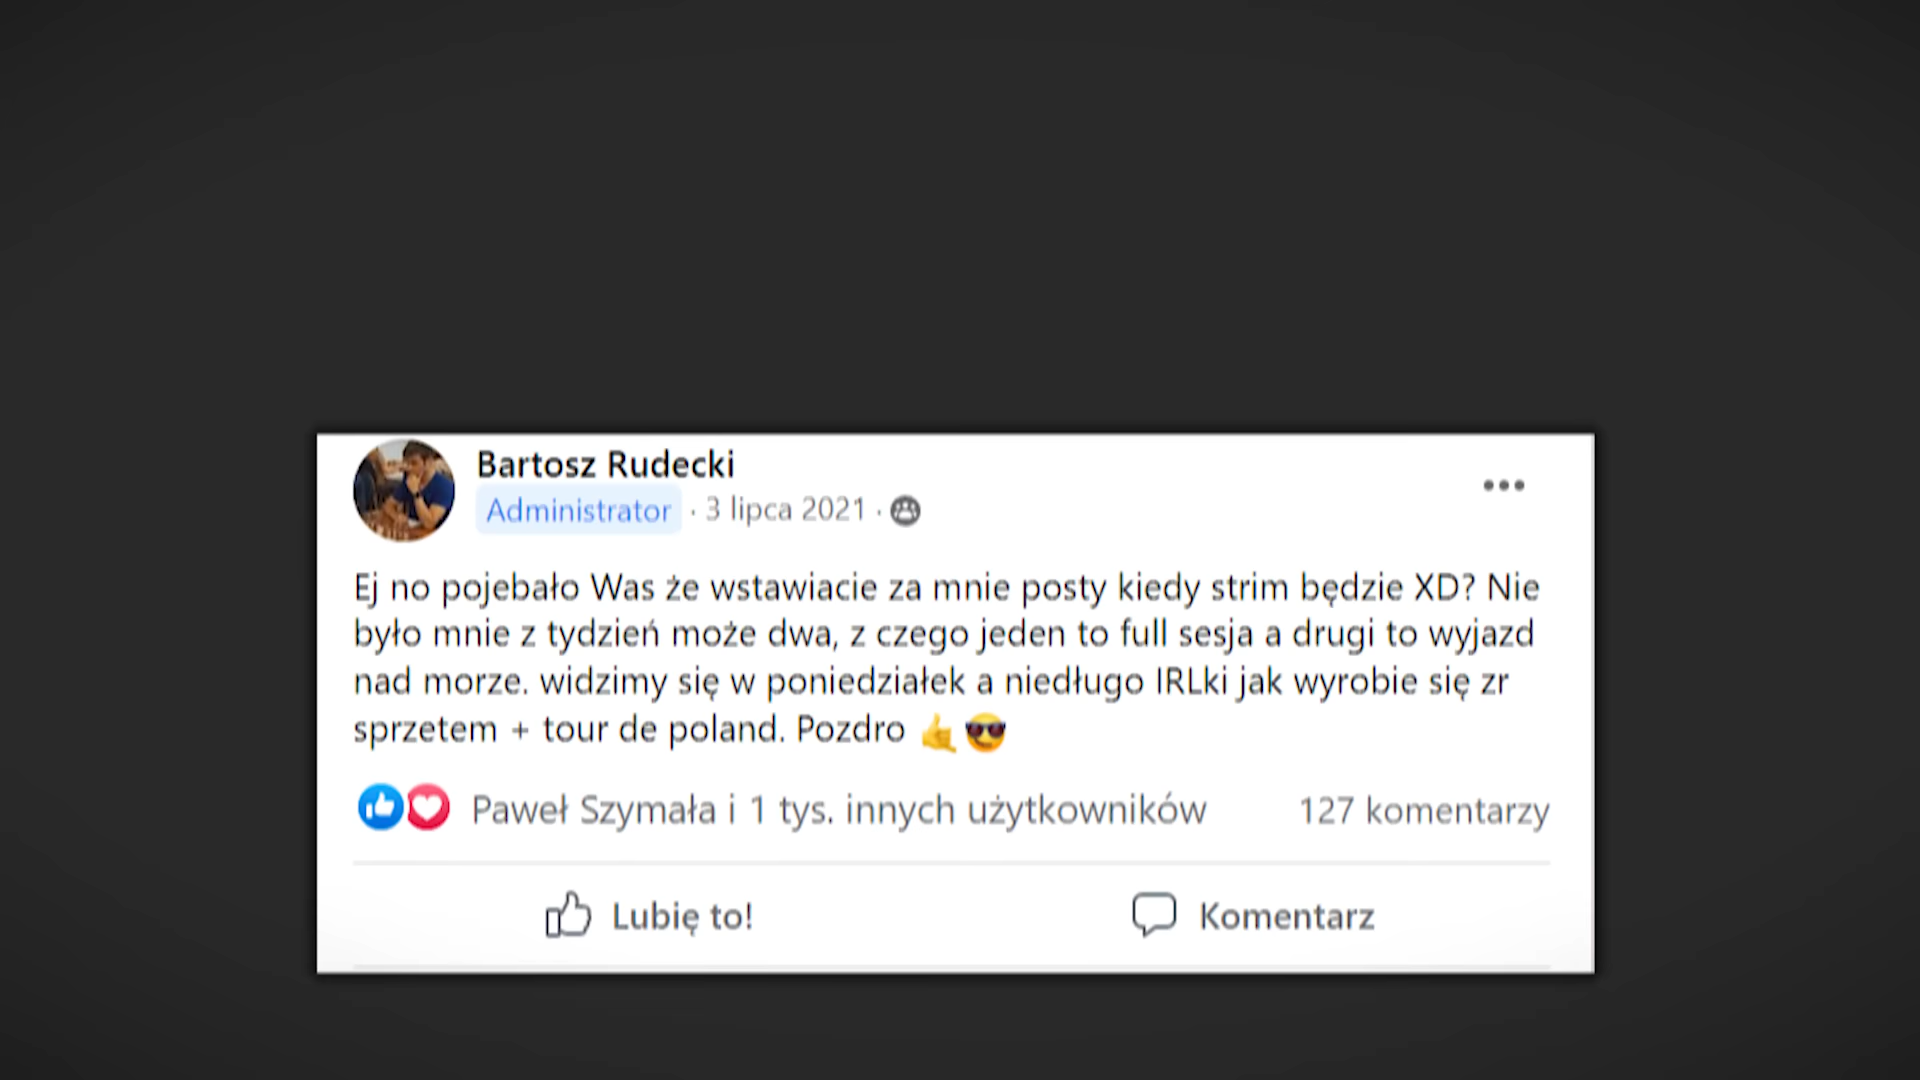 Bartosz Rudecki
Administrator · 3 lipca 2021 ·
Ej no pojebało Was że wstawiacie za mnie posty kiedy strim będzie XD? Nie
było mnie z tydzień może dwa, z czego jeden to full sesja a drugi to wyjazd
nad morze. widzimy się w poniedziałek a niedługo IRLki jak wyrobie się zr
sprzetem + tour de poland. Pozdro 🤙😎
Paweł Szymała i 1 tys. innych użytkowników 127 komentarzy
Lubię to! Komentarz